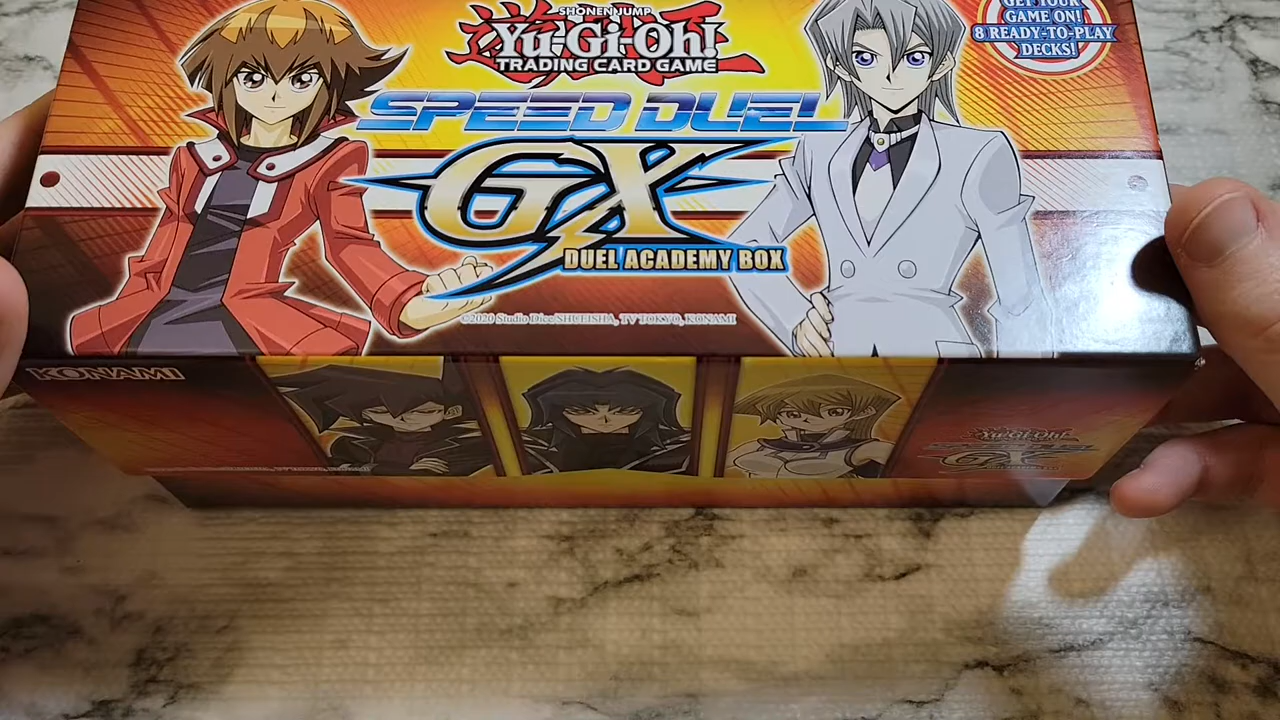 SHONEN JUMP
Yu-Gi-Oh!
TRADING CARD GAME
SPEED DUEL
GX
DUEL ACADEMY BOX
GET YOUR
GAME ON!
8 READY-TO-PLAY
DECKS!
©2020 Studio Dice/SHUEISHA, TV TOKYO, KONAMI
KONAMI
Yu-Gi-Oh!
GX